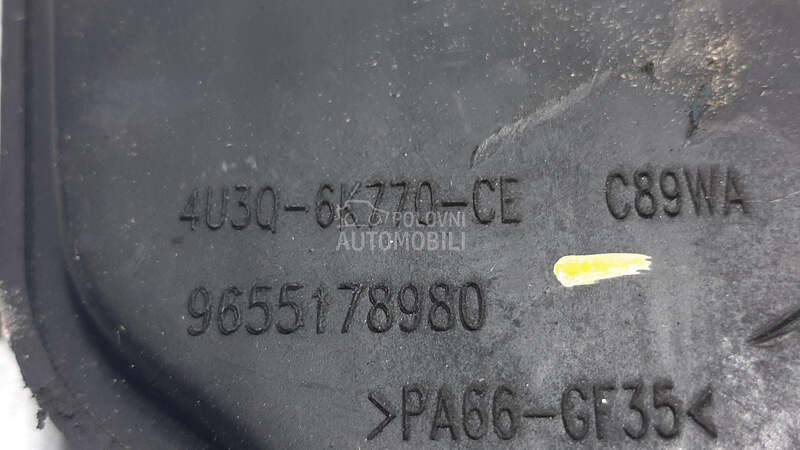 4U3Q-6K770-CE C89WA
POLOVNI
AUTOMOBILI
9655178980
>PA66-GF35<